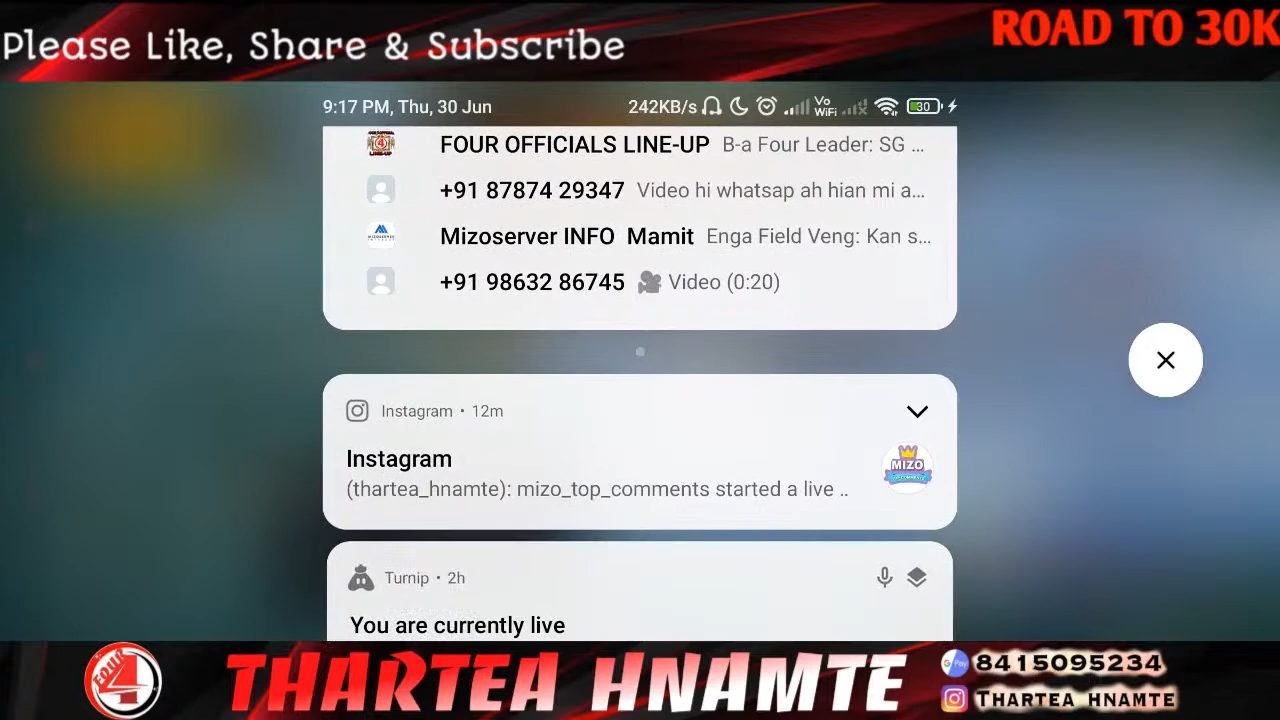 Please Like, Share & Subscribe
ROAD TO 30K
9:17 PM, Thu, 30 Jun
242KB/s Vo WiFi 30
FOUR OFFICIALS LINE-UP B-a Four Leader: SG ...
+91 87874 29347 Video hi whatsap ah hian mi a...
Mizoserver INFO Mamit Enga Field Veng: Kan s...
+91 98632 86745 Video (0:20)
Instagram • 12m
Instagram
(thartea_hnamte): mizo_top_comments started a live ..
MIZO
Turnip • 2h
You are currently live
FOUR 4
THARTEA HNAMTE
G Pay 8415095234
THARTEA HNAMTE